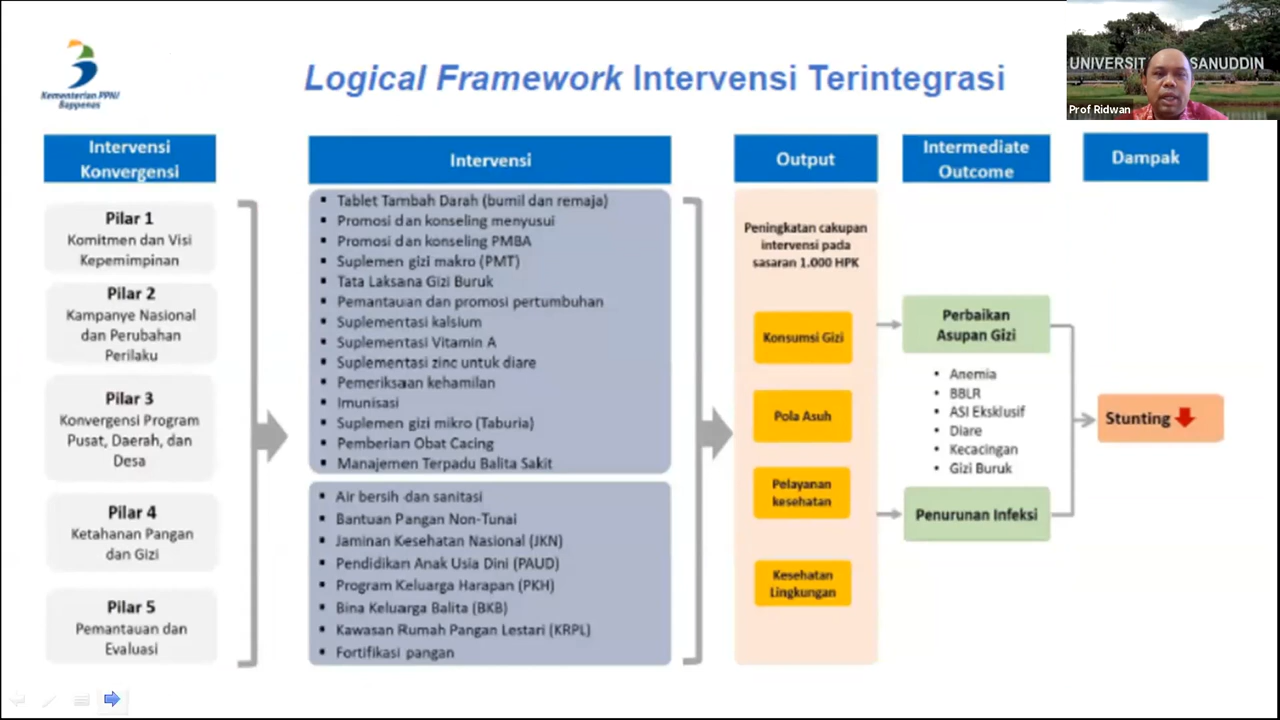 Kementerian PPN/
Bappenas
Logical Framework Intervensi Terintegrasi
UNIVERSIT SANUDDIN
Prof Ridwan
Intervensi
Konvergensi
Pilar 1
Komitmen dan Visi
Kepemimpinan
Pilar 2
Kampanye Nasional
dan Perubahan
Perilaku
Pilar 3
Konvergensi Program
Pusat, Daerah, dan
Desa
Pilar 4
Ketahanan Pangan
dan Gizi
Pilar 5
Pemantauan dan
Evaluasi
Intervensi
▪ Tablet Tambah Darah (bumil dan remaja)
▪ Promosi dan konseling menyusui
▪ Promosi dan konseling PMBA
▪ Suplemen gizi makro (PMT)
▪ Tata Laksana Gizi Buruk
▪ Pemantauan dan promosi pertumbuhan
▪ Suplementasi kalsium
▪ Suplementasi Vitamin A
▪ Suplementasi zinc untuk diare
▪ Pemeriksaan kehamilan
▪ Imunisasi
▪ Suplemen gizi mikro (Taburia)
▪ Pemberian Obat Cacing
▪ Manajemen Terpadu Balita Sakit
▪ Air bersih dan sanitasi
▪ Bantuan Pangan Non-Tunai
▪ Jaminan Kesehatan Nasional (JKN)
▪ Pendidikan Anak Usia Dini (PAUD)
▪ Program Keluarga Harapan (PKH)
▪ Bina Keluarga Balita (BKB)
▪ Kawasan Rumah Pangan Lestari (KRPL)
▪ Fortifikasi pangan
Output
Peningkatan cakupan
intervensi pada
sasaran 1.000 HPK
Konsumsi Gizi
Pola Asuh
Pelayanan
kesehatan
Kesehatan
Lingkungan
Intermediate
Outcome
Perbaikan
Asupan Gizi
• Anemia
• BBLR
• ASI Eksklusif
• Diare
• Kecacingan
• Gizi Buruk
Penurunan Infeksi
Dampak
Stunting